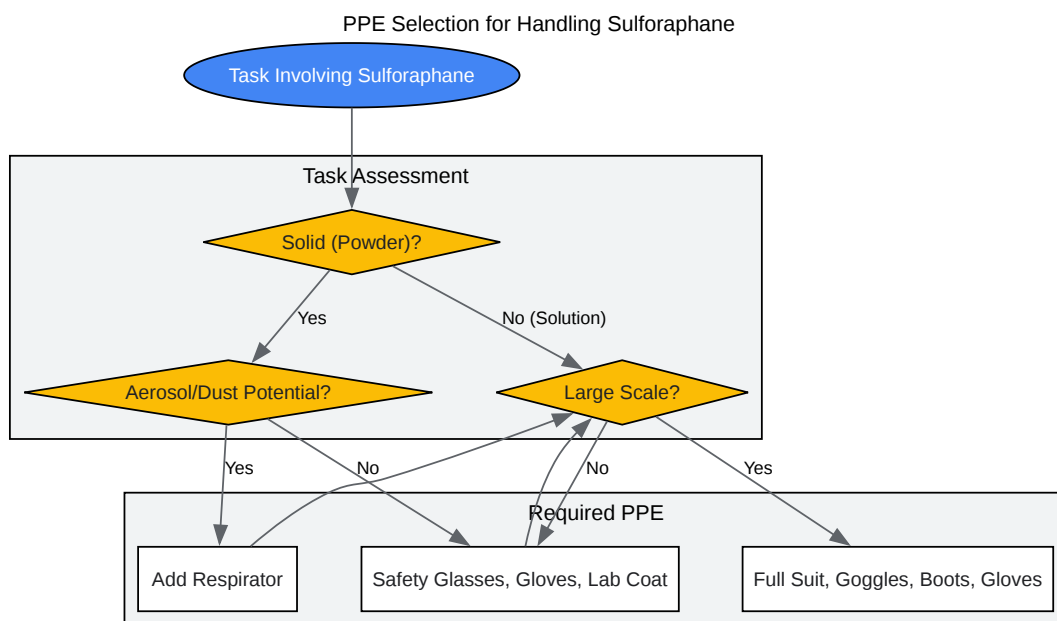 PPE Selection for Handling Sulforaphane
Task Involving Sulforaphane
Task Assessment
Solid (Powder)?
Yes
No (Solution)
Aerosol/Dust Potential?
Large Scale?
Yes
No
No
Yes
Required PPE
Add Respirator
Safety Glasses, Gloves, Lab Coat
Full Suit, Goggles, Boots, Gloves